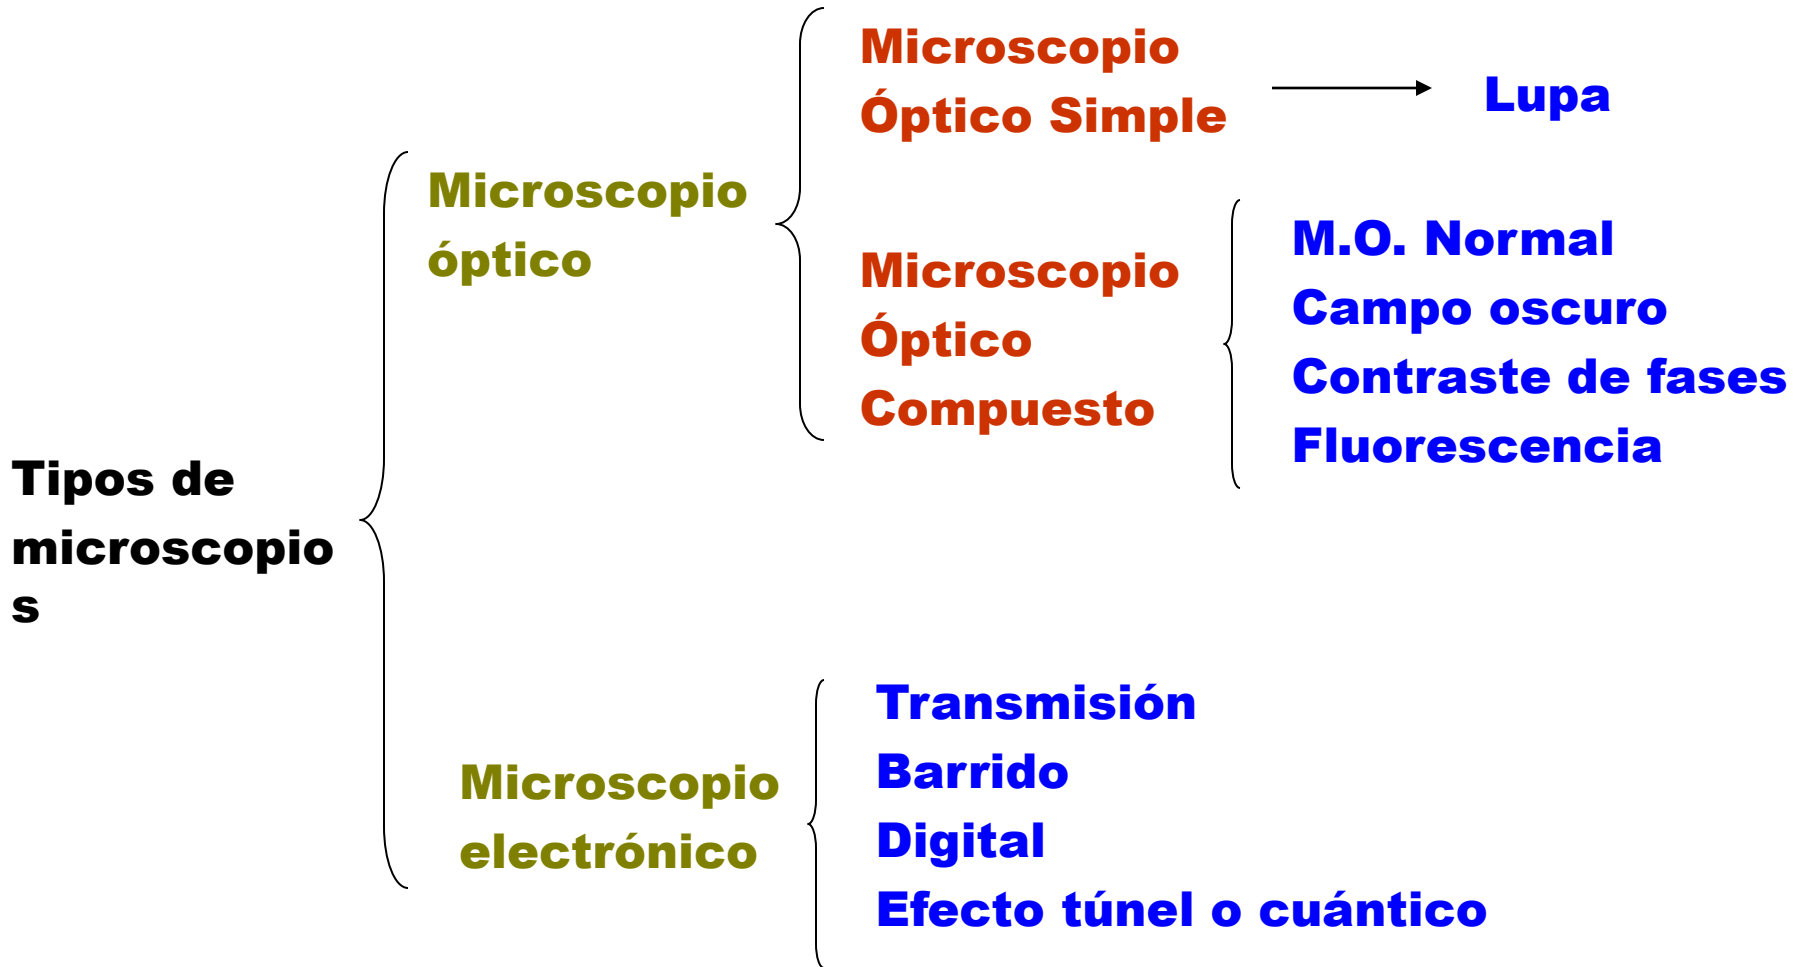 Tipos de
microscopio
s
Microscopio
óptico
Microscopio
Óptico Simple
Lupa
Microscopio
Óptico
Compuesto
M.O. Normal
Campo oscuro
Contraste de fases
Fluorescencia
Microscopio
electrónico
Transmisión
Barrido
Digital
Efecto túnel o cuántico